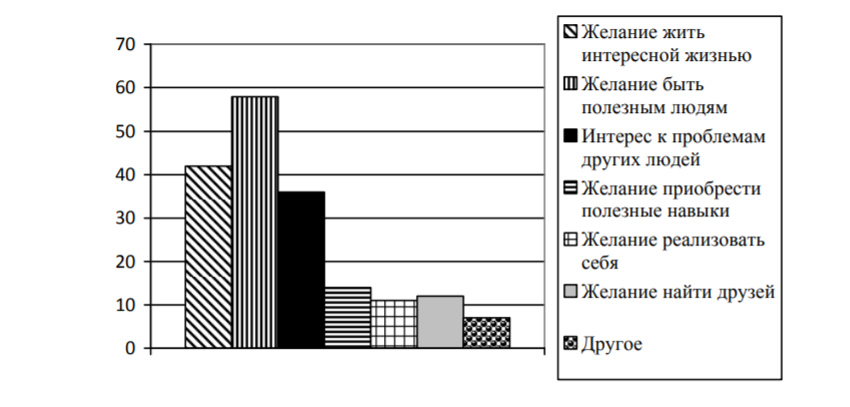 70
60
50
40
30
20
10
0
Желание жить
интересной жизнью
Желание быть
полезным людям
Интерес к проблемам
других людей
Желание приобрести
полезные навыки
Желание реализовать
себя
Желание найти друзей
Другое